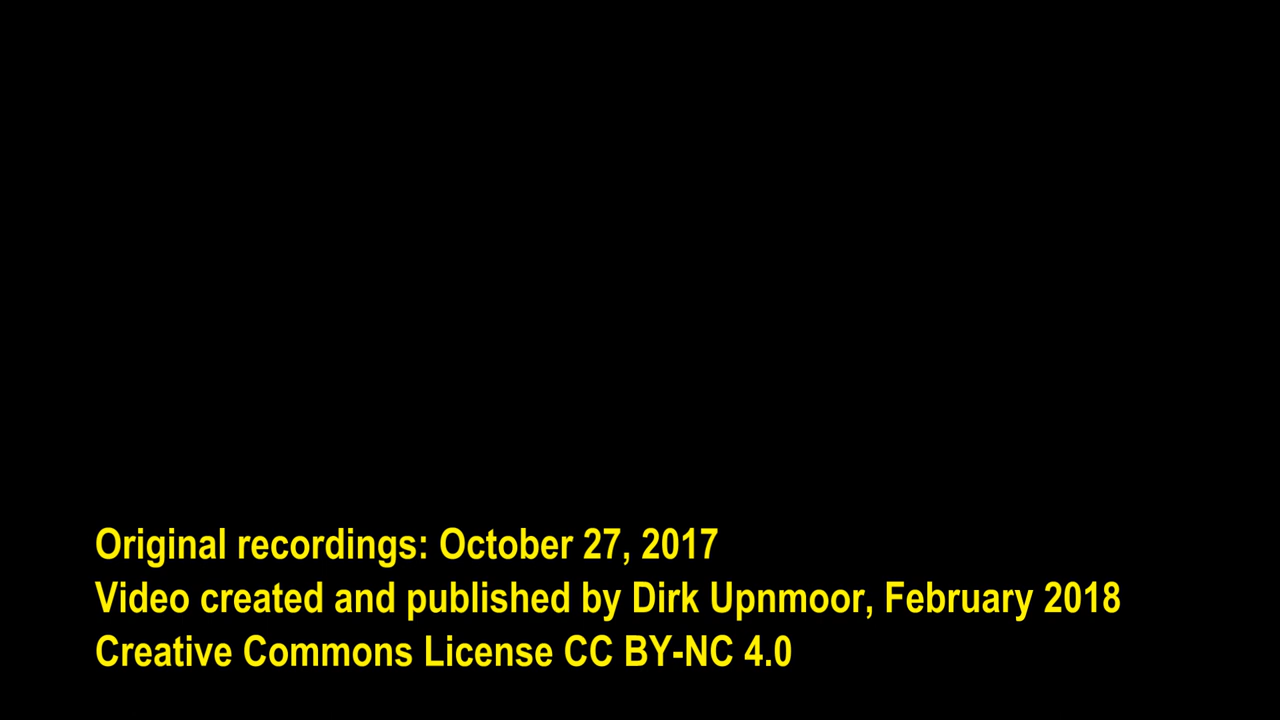 Original recordings: October 27, 2017
Video created and published by Dirk Upnmoor, February 2018
Creative Commons License CC BY-NC 4.0